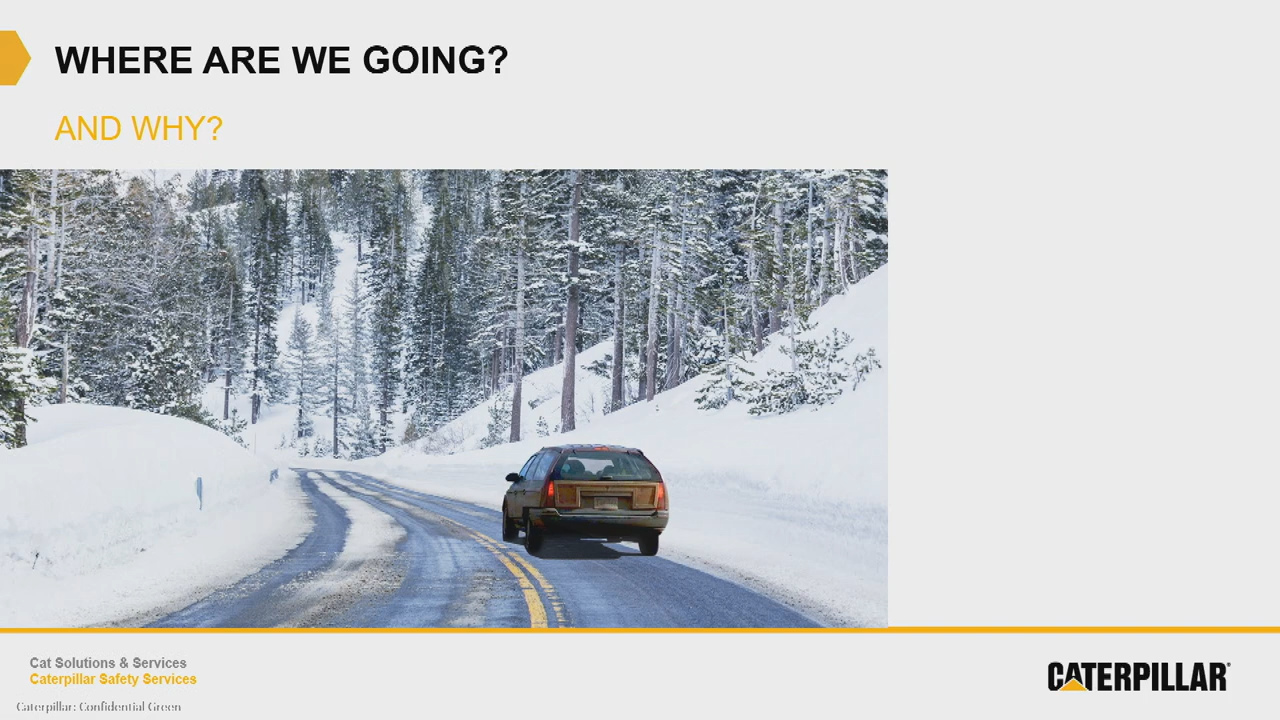 WHERE ARE WE GOING?
AND WHY?
Cat Solutions & Services
Caterpillar Safety Services
Caterpillar: Confidential Green
CATERPILLAR®